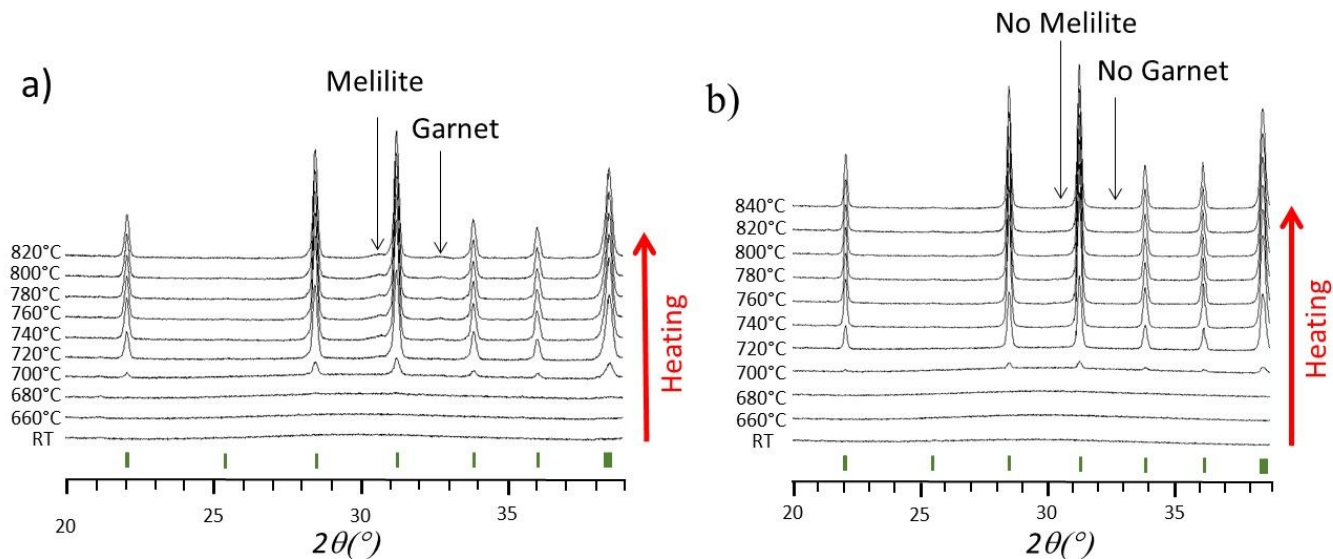 a)
Melilite
Garnet
820°C
800°C
780°C
760°C
740°C
720°C
700°C
680°C
660°C
RT
Heating
20
25
30
35
2θ(°)
b)
No Melilite
No Garnet
840°C
820°C
800°C
780°C
760°C
740°C
720°C
700°C
680°C
660°C
RT
Heating
20
25
30
35
2θ(°)